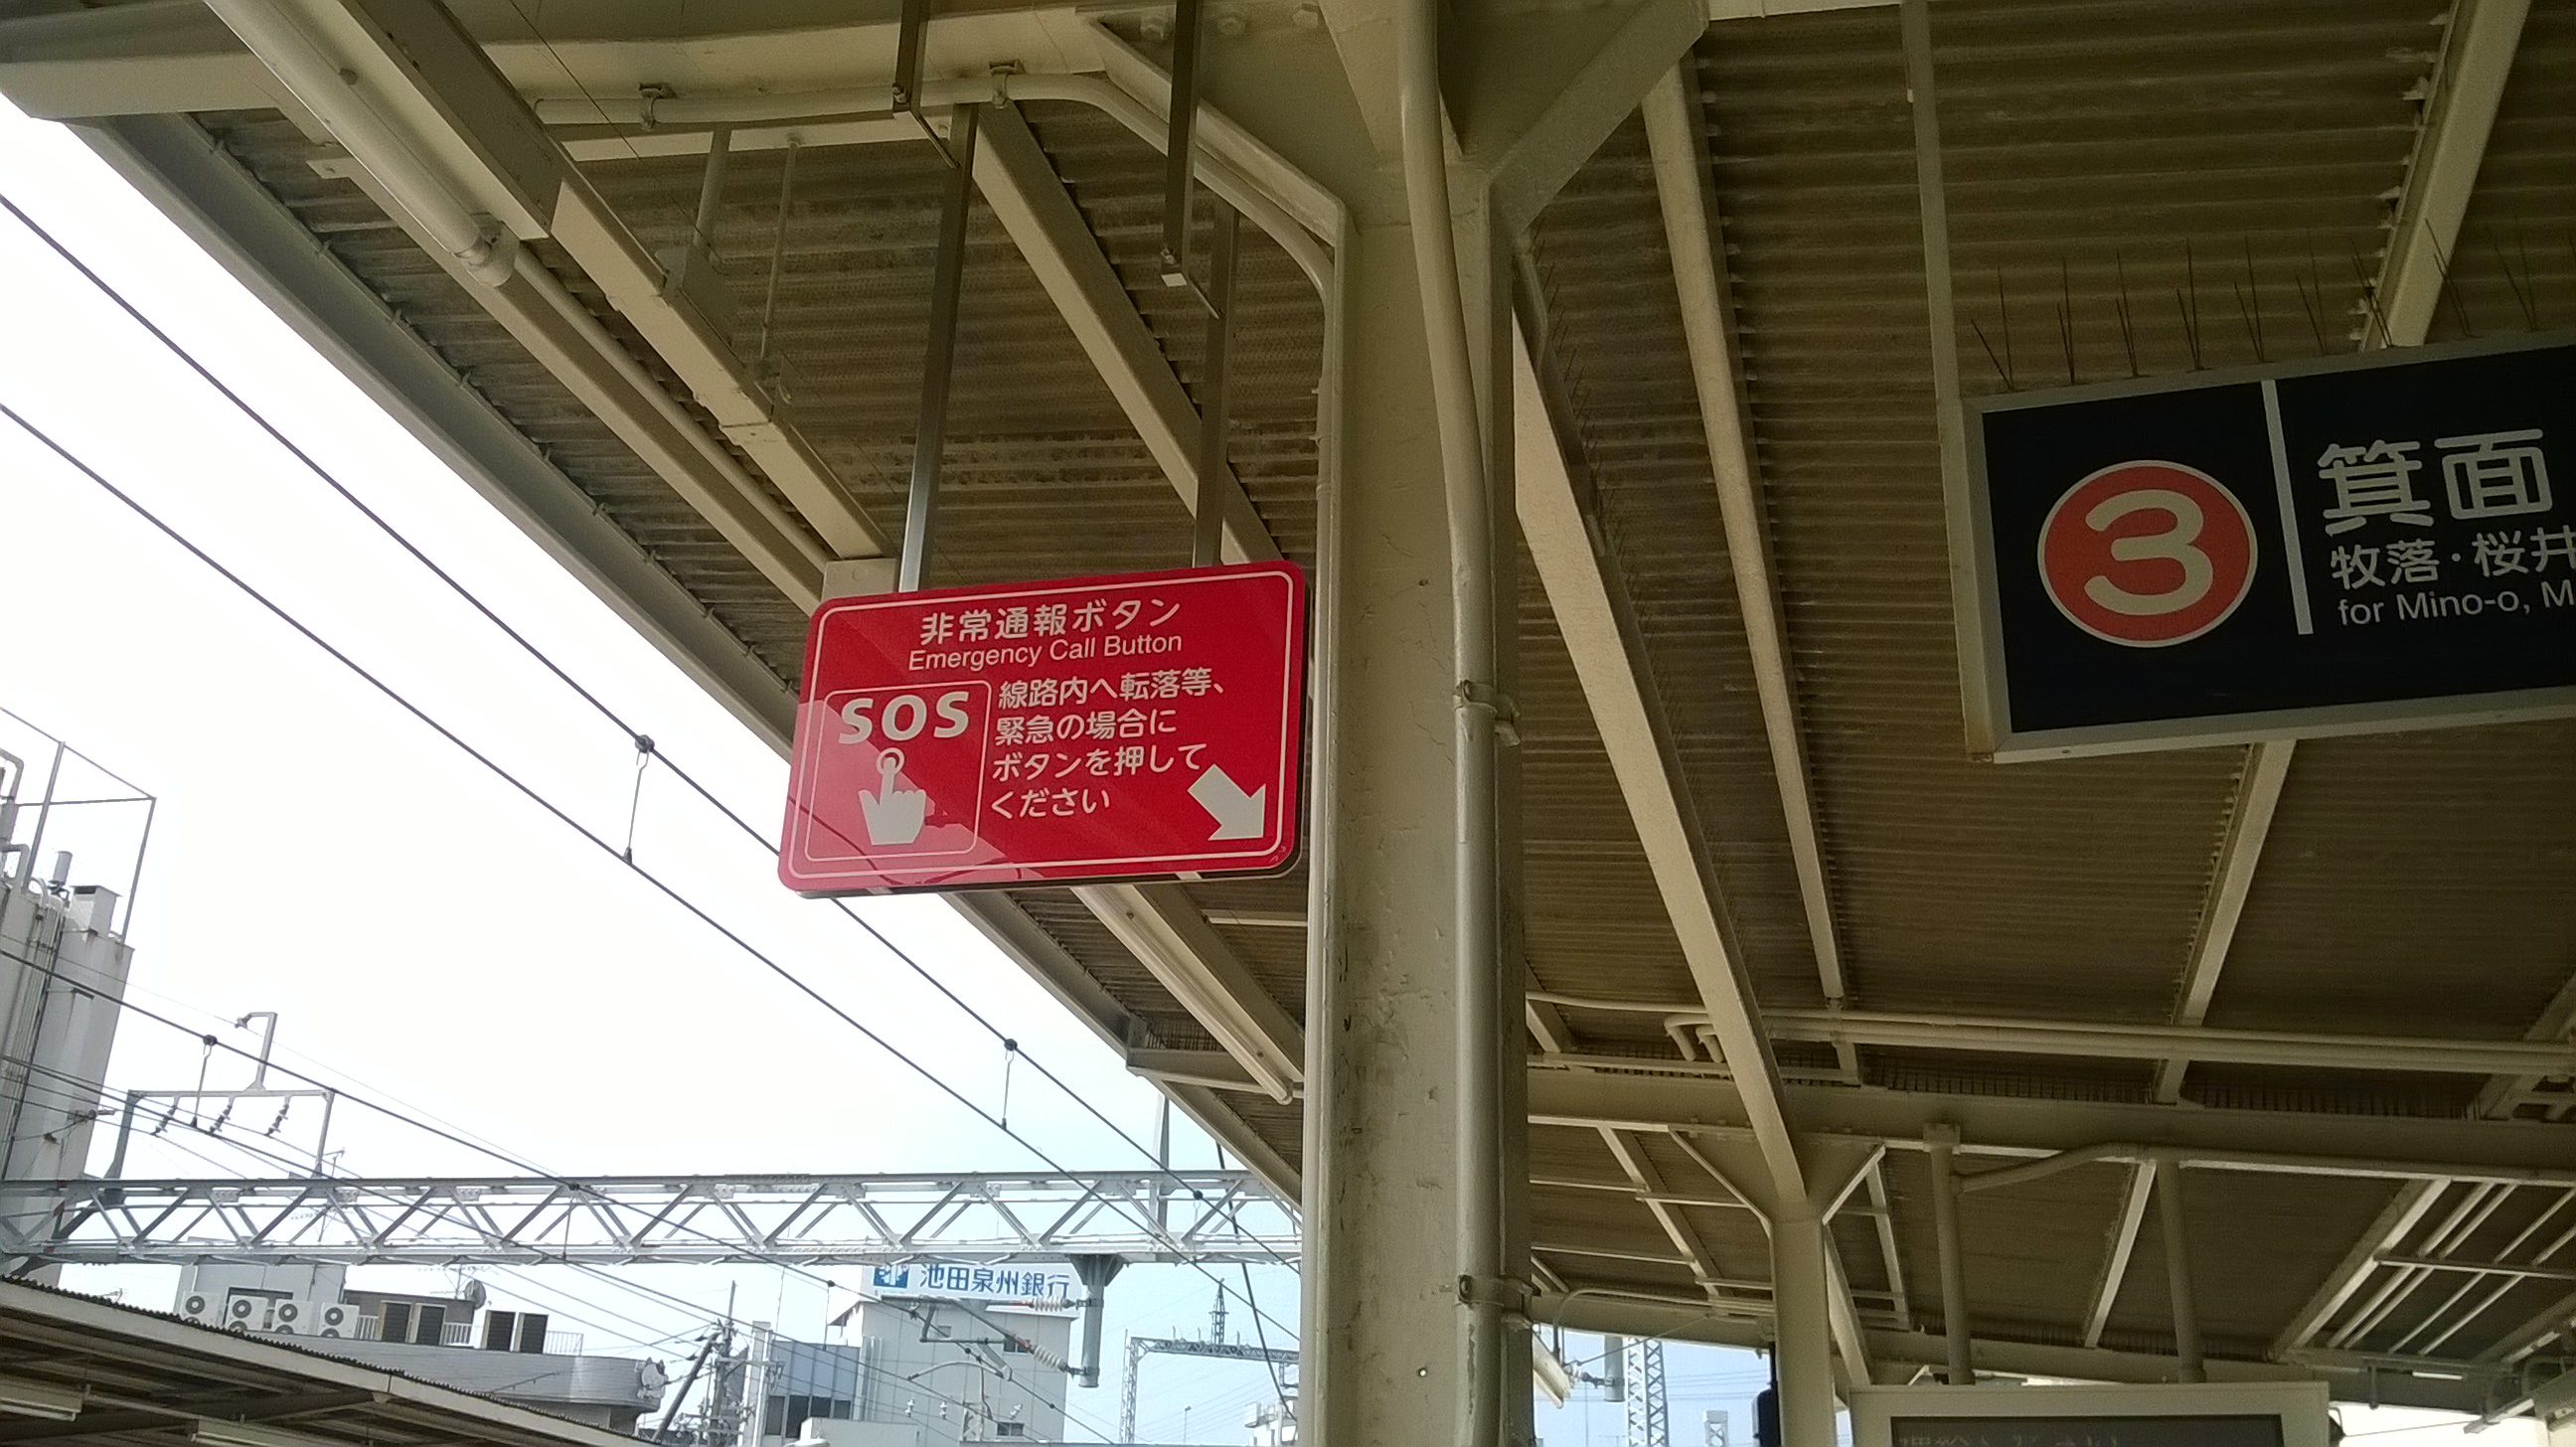 非常通報ボタン
Emergency Call Button
SOS
線路内へ転落等、
緊急の場合に
ボタンを押して
ください
3
箕面
牧落・桜井
for Mino-o, M
池田泉州銀行